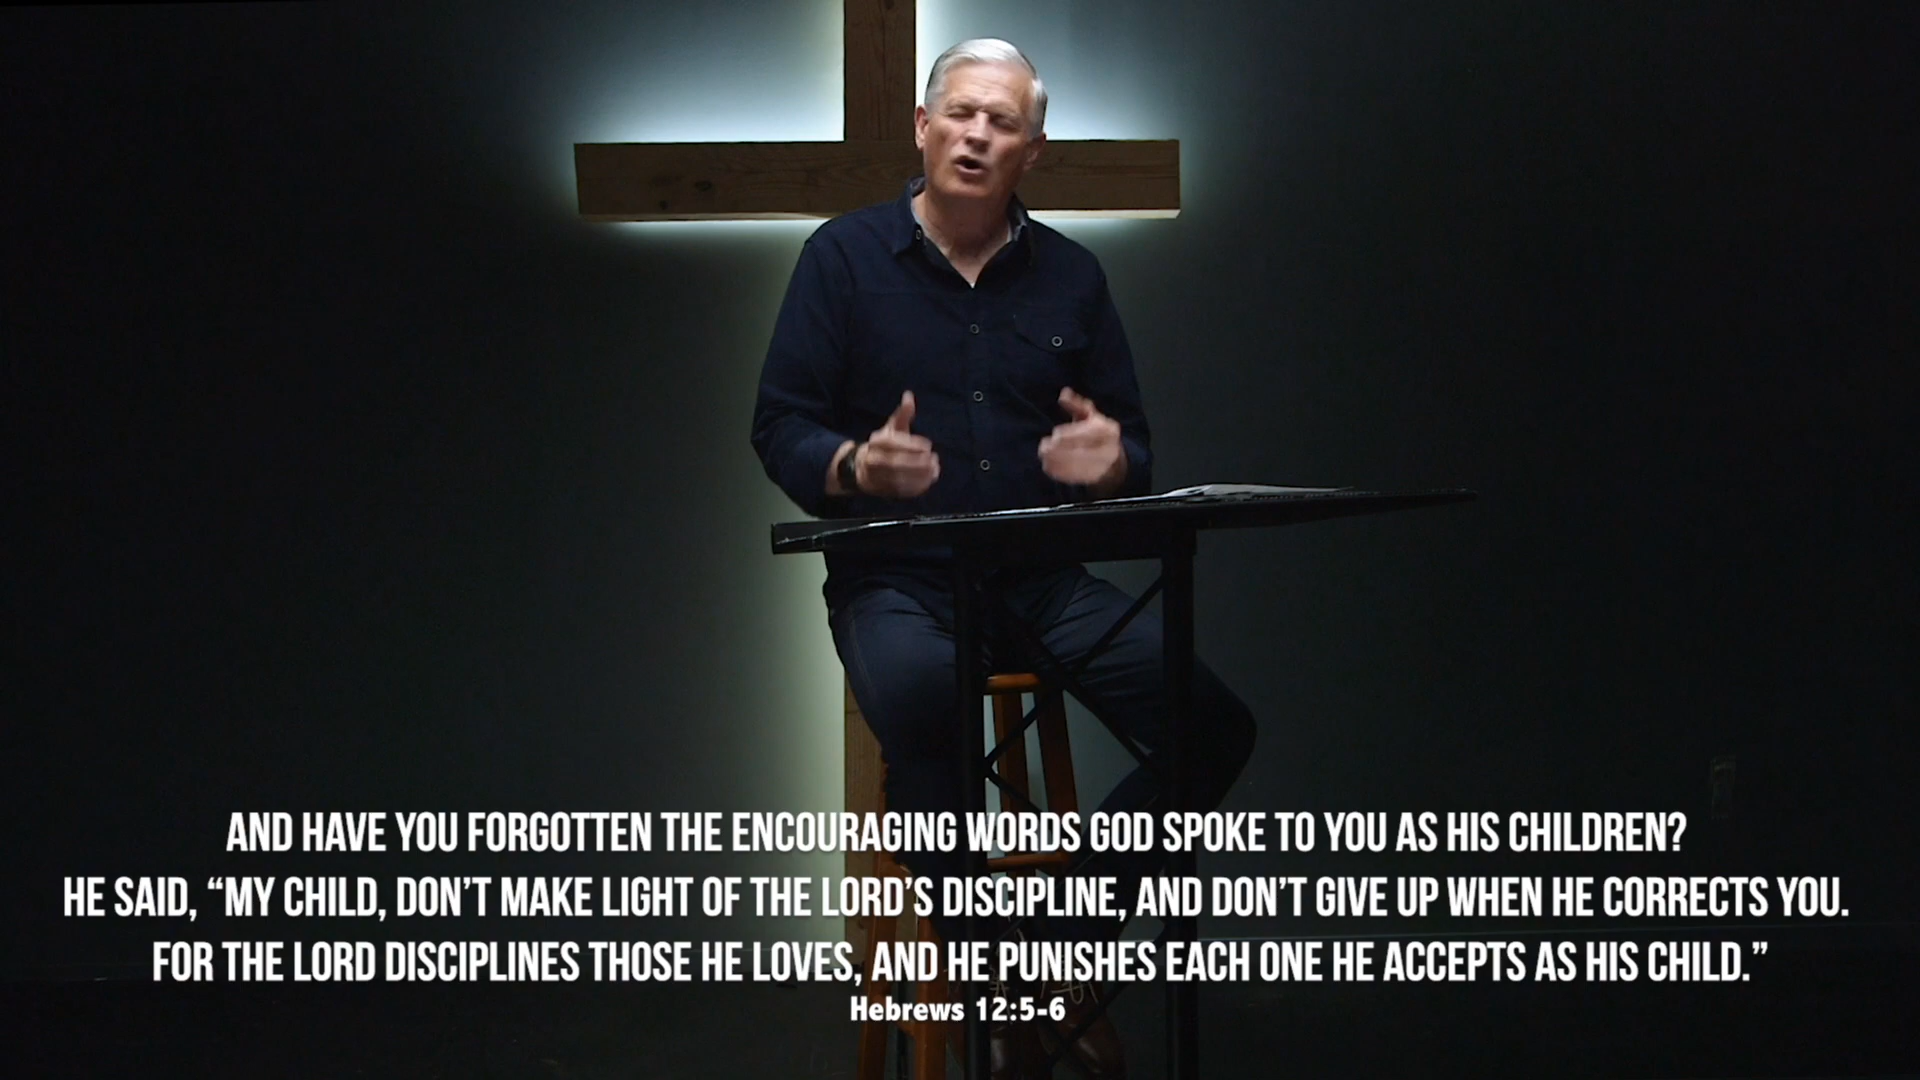 AND HAVE YOU FORGOTTEN THE ENCOURAGING WORDS GOD SPOKE TO YOU AS HIS CHILDREN?
HE SAID, “MY CHILD, DON’T MAKE LIGHT OF THE LORD’S DISCIPLINE, AND DON’T GIVE UP WHEN HE CORRECTS YOU.
FOR THE LORD DISCIPLINES THOSE HE LOVES, AND HE PUNISHES EACH ONE HE ACCEPTS AS HIS CHILD.”
Hebrews 12:5-6